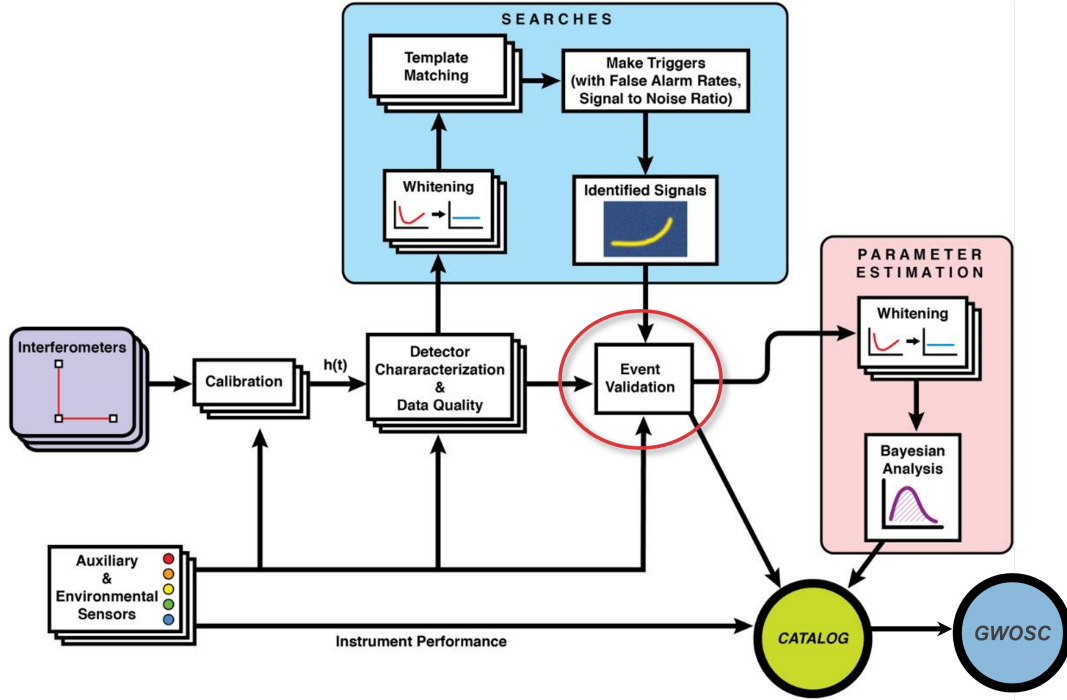 SEARCHES
Template
Matching
Make Triggers
(with False Alarm Rates,
Signal to Noise Ratio)
Whitening
Identified Signals
PARAMETER
ESTIMATION
Whitening
Interferometers
Calibration
h(t)
Detector
Chararacterization
&
Data Quality
Event
Validation
Bayesian
Analysis
Auxiliary
&
Environmental
Sensors
Instrument Performance
CATALOG
GWOSC